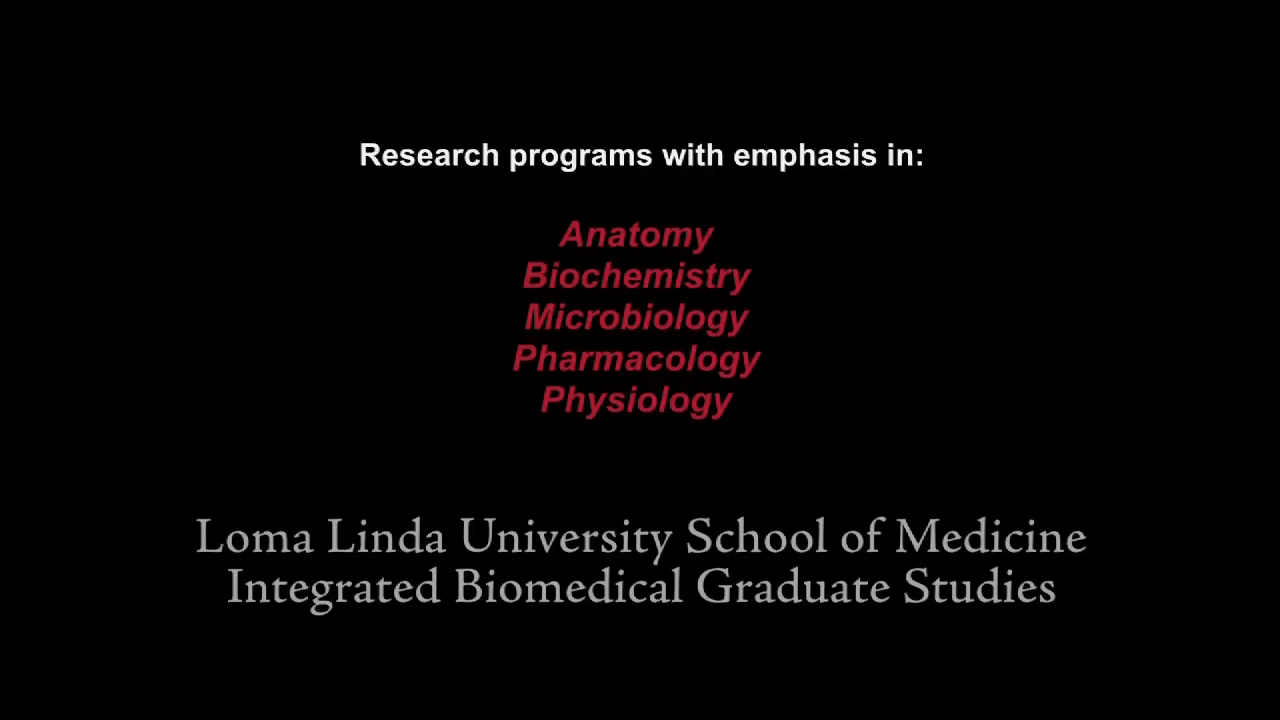 Research programs with emphasis in:
Anatomy
Biochemistry
Microbiology
Pharmacology
Physiology
Loma Linda University School of Medicine
Integrated Biomedical Graduate Studies